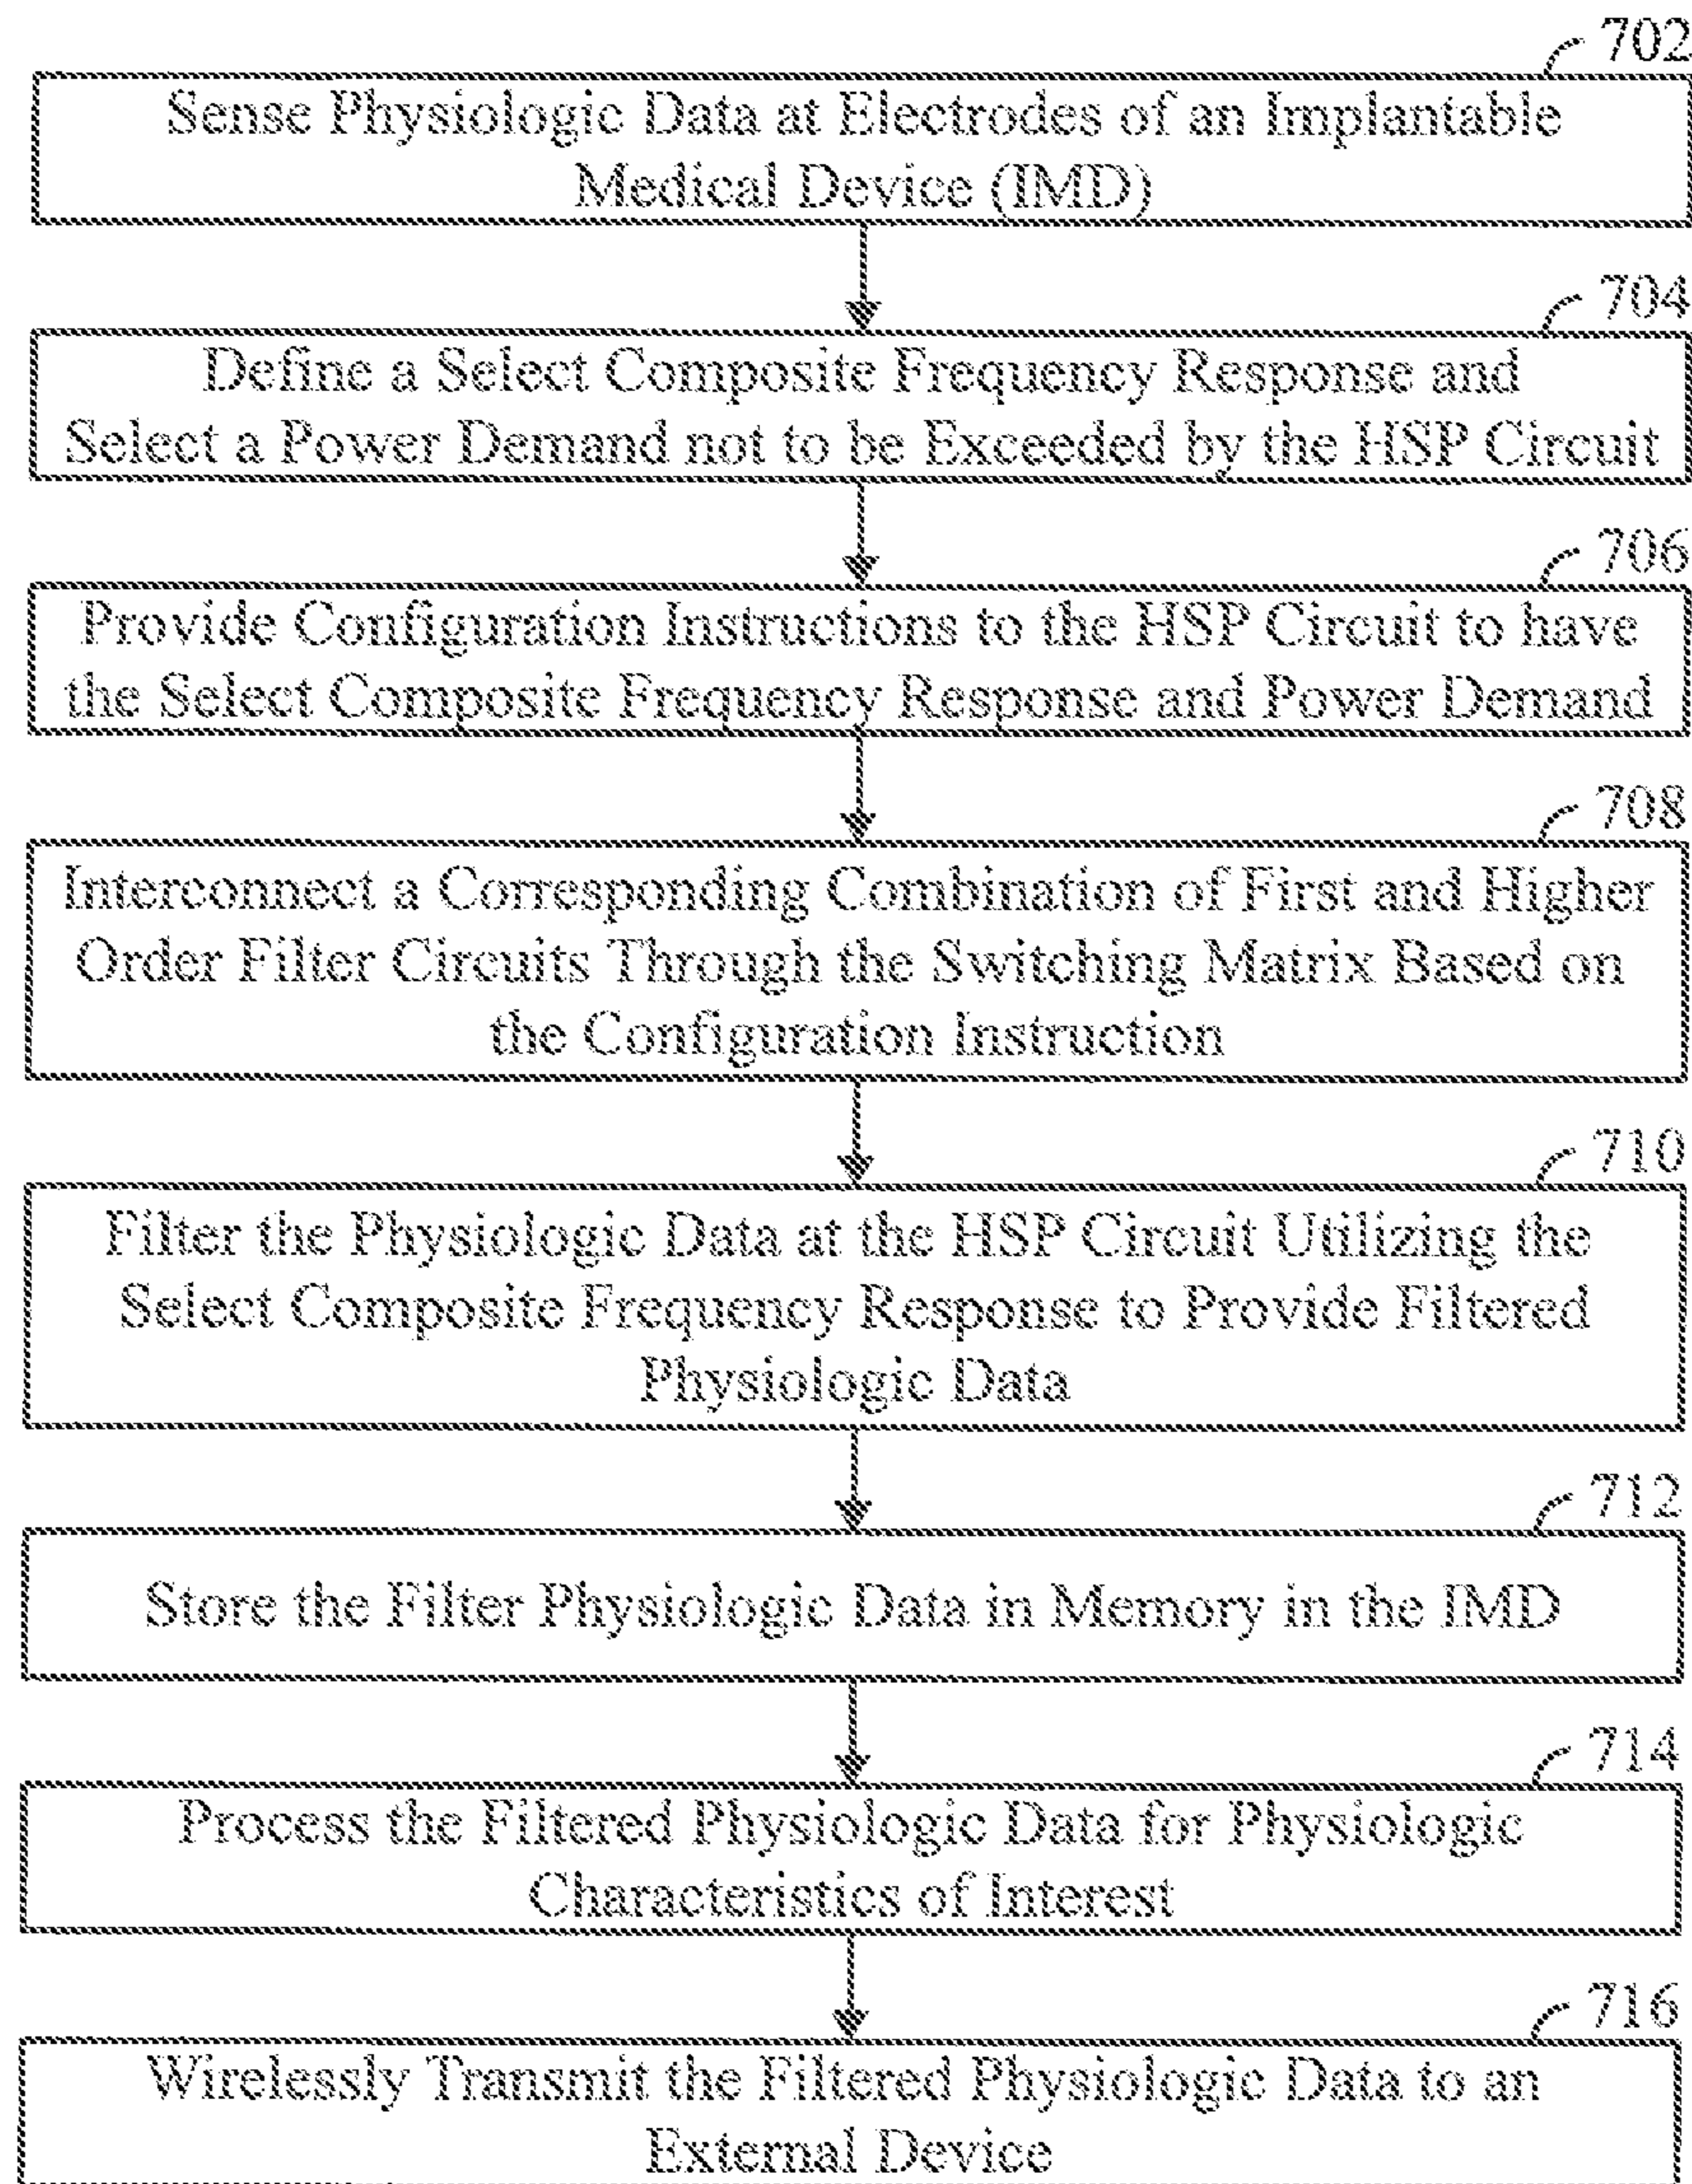 702
Sense Physiologic Data at Electrodes of an Implantable
Medical Device (IMD)
704
Define a Select Composite Frequency Response and
Select a Power Demand not to be Exceeded by the HSP Circuit
706
Provide Configuration Instructions to the HSP Circuit to have
the Select Composite Frequency Response and Power Demand
708
Interconnect a Corresponding Combination of First and Higher
Order Filter Circuits Through the Switching Matrix Based on
the Configuration Instruction
710
Filter the Physiologic Data at the HSP Circuit Utilizing the
Select Composite Frequency Response to Provide Filtered
Physiologic Data
712
Store the Filter Physiologic Data in Memory in the IMD
714
Process the Filtered Physiologic Data for Physiologic
Characteristics of Interest
716
Wirelessly Transmit the Filtered Physiologic Data to an
External Device